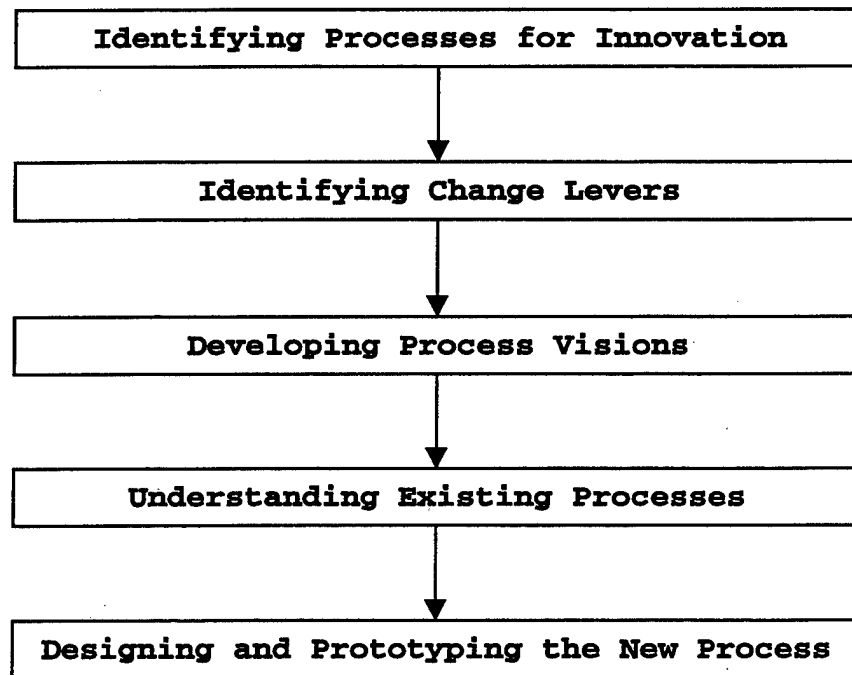 Identifying Processes for Innovation
Identifying Change Levers
Developing Process Visions
Understanding Existing Processes
Designing and Prototyping the New Process